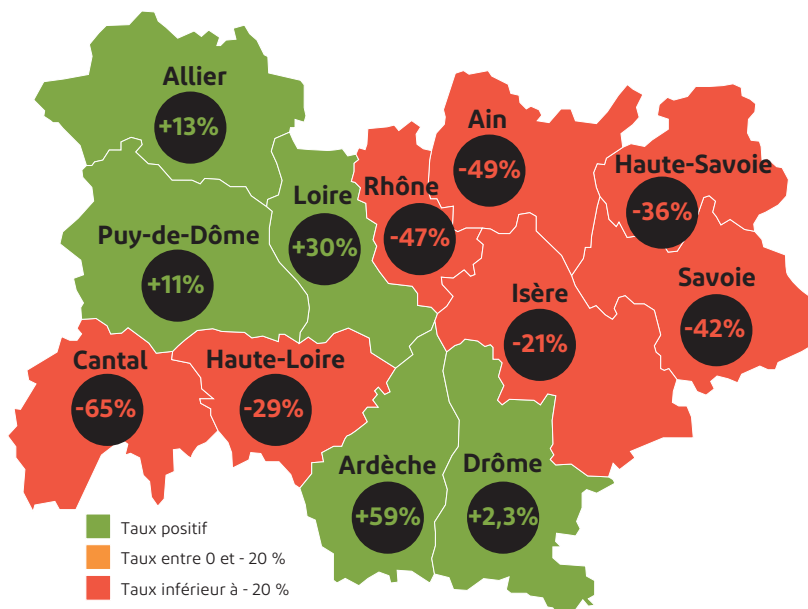 Allier
+13%
Ain
-49%
Haute-Savoie
-36%
Rhône
-47%
Loire
+30%
Puy-de-Dôme
+11%
Savoie
-42%
Isère
-21%
Cantal
-65%
Haute-Loire
-29%
Ardèche
+59%
Drôme
+2,3%
Taux positif
Taux entre 0 et - 20 %
Taux inférieur à - 20 %